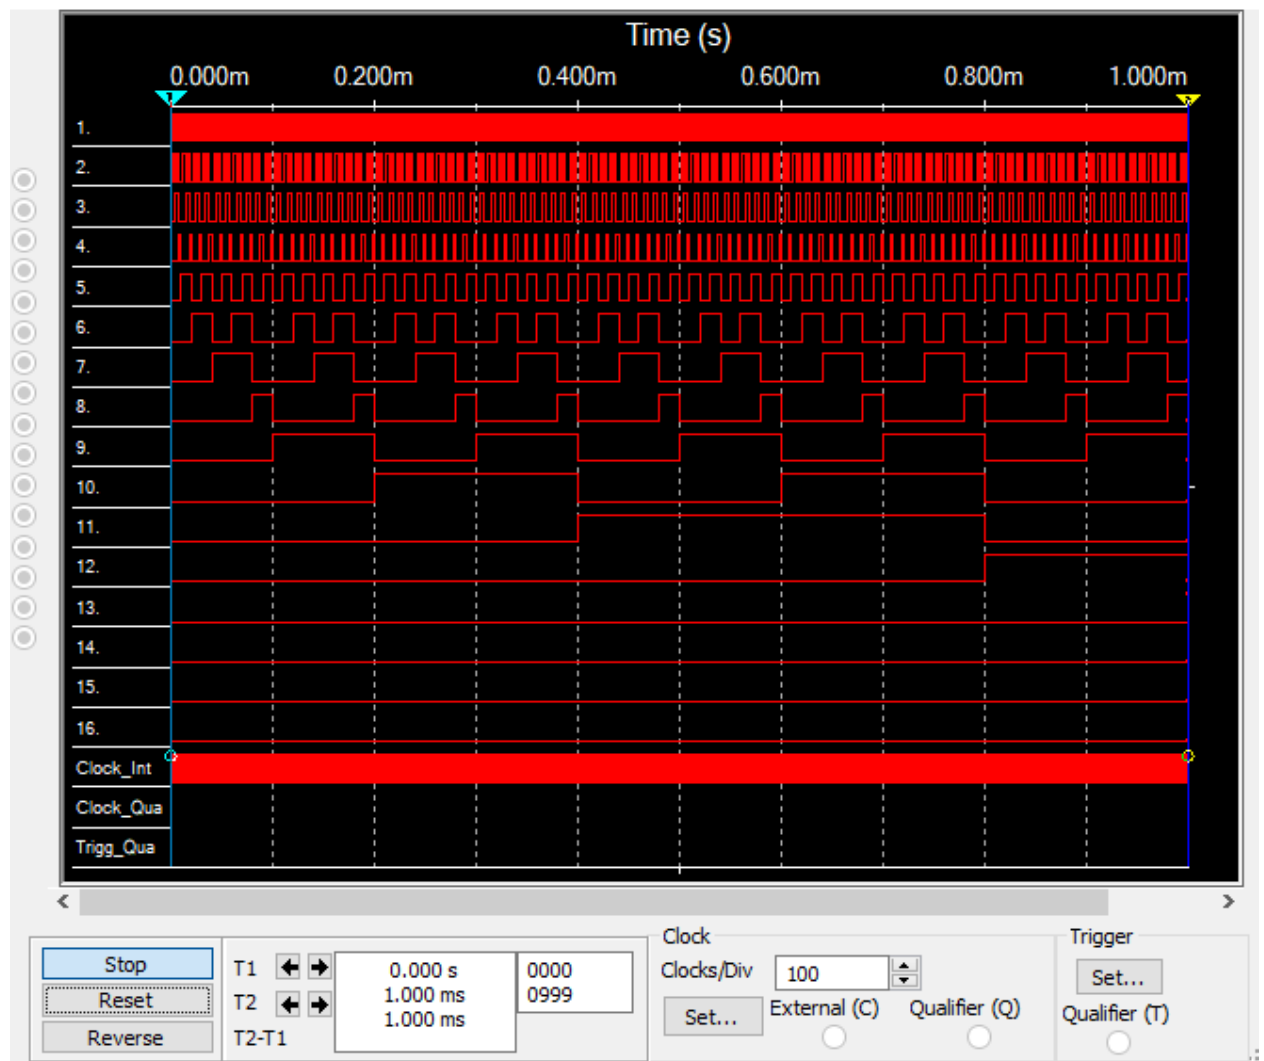 Time (s)
0.000m 0.200m 0.400m 0.600m 0.800m 1.000m
1
1.
2.
3.
4.
5.
6.
7.
8.
9.
10.
11.
12.
13.
14.
15.
16.
Clock_Int
Clock_Qua
Trigg_Qua
Stop
Reset
Reverse
T1 0.000 s 0000
T2 1.000 ms 0999
T2-T1 1.000 ms
Clock
Clocks/Div 100
Set... External (C) Qualifier (Q)
Trigger
Set...
Qualifier (T)